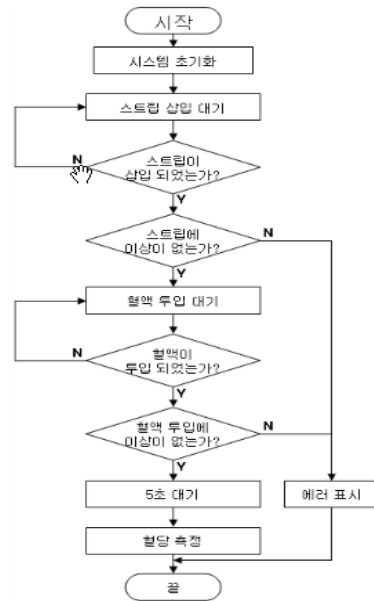 시작
시스템 초기화
스트립 삽입 대기
N
스트립이
삽입 되었는가?
Y
스트립에
이상이 없는가?
N
Y
혈액 투입 대기
N
혈액이
투입 되었는가?
Y
혈액 투입에
이상이 없는가?
N
Y
5초 대기
에러 표시
혈당 측정
끝